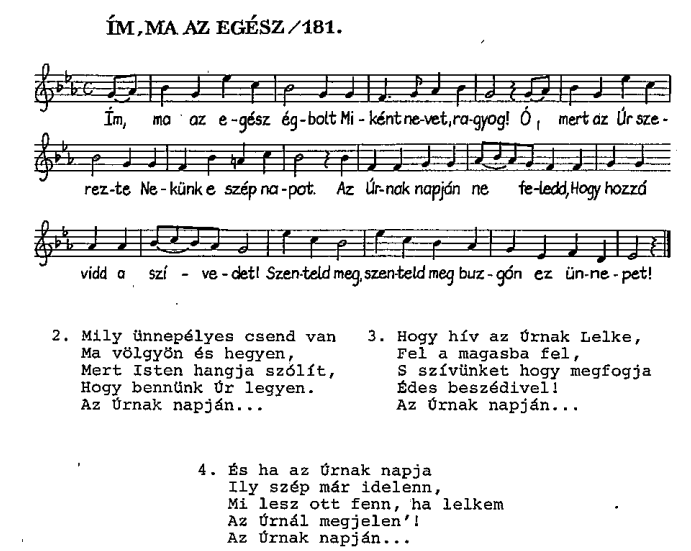 ÍM,MA AZ EGÉSZ/181.
Ím, ma az e-gész ég-bolt Mi-ként ne-vet, ra-gyog! Ó, mert az Úr sze-
rez-te Ne-künk e szép na-pot. Az Úr-nak napján ne fe-ledd, Hogy hozzá
vidd a szí - ve-det! Szen-teld meg, szen-teld meg buz-gón ez ün-ne-pet!
2. Mily ünnepélyes csend van
Ma völgyön és hegyen,
Mert Isten hangja szólít,
Hogy bennünk Úr legyen.
Az Úrnak napján...
3. Hogy hív az Úrnak Lelke,
Fel a magasba fel,
S szívünket hogy megfogja
Édes beszédivel!
Az Úrnak napján...
4. És ha az Úrnak napja
Ily szép már idelenn,
Mi lesz ott fenn, ha lelkem
Az Úrnál megjelen'!
Az Úrnak napján...